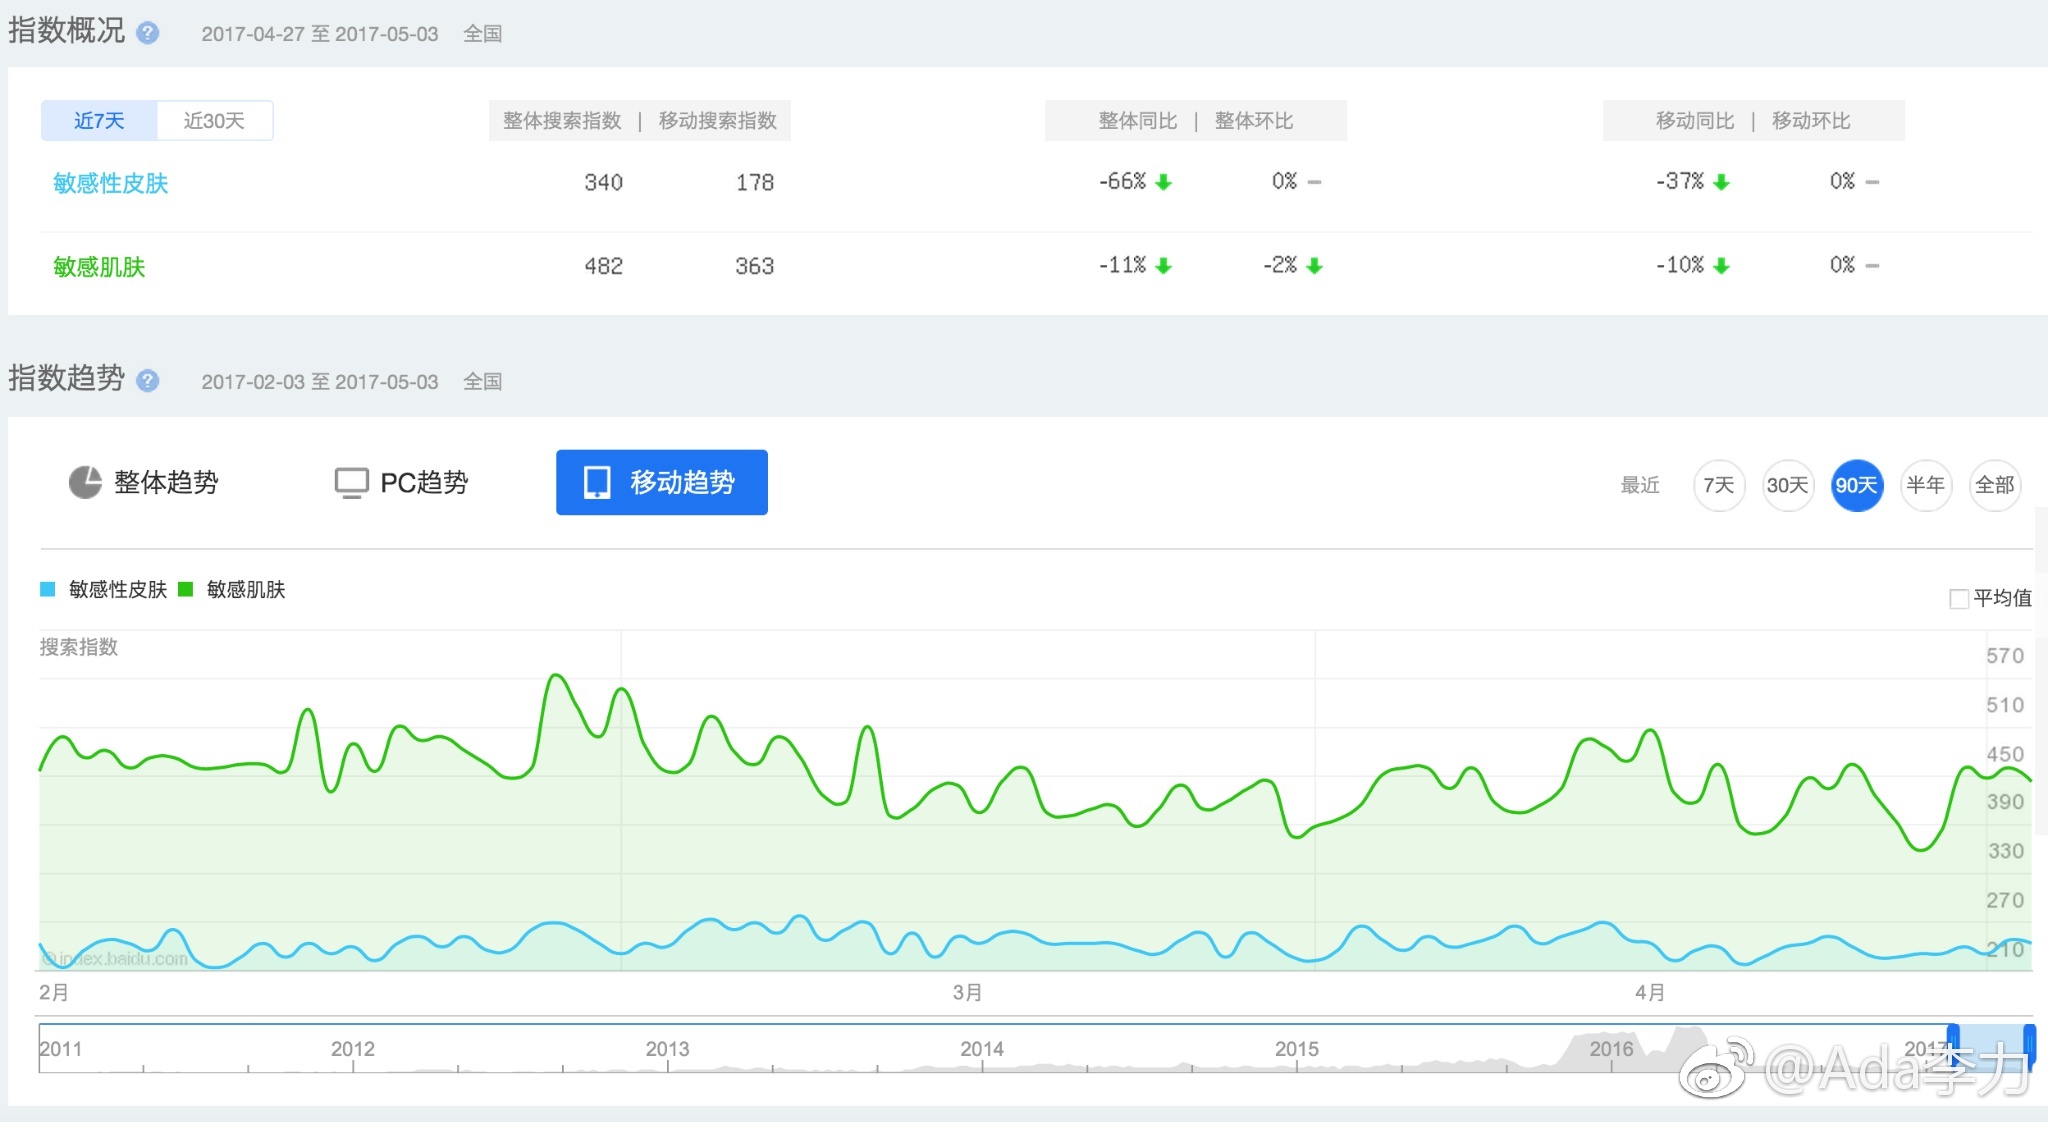 指数概况 ? 2017-04-27 至 2017-05-03 全国
近7天 近30天 整体搜索指数 | 移动搜索指数 整体同比 | 整体环比 移动同比 | 移动环比
敏感性皮肤 340 178 -66% 0% -37% 0%
敏感肌肤 482 363 -11% -2% -10% 0%
指数趋势 ? 2017-02-03 至 2017-05-03 全国
整体趋势 PC趋势 移动趋势 最近 7天 30天 90天 半年 全部
敏感性皮肤 敏感肌肤 平均值
搜索指数
570
510
450
390
330
270
210
©index.baidu.com
2月 3月 4月
2011 2012 2013 2014 2015 2016 2017
@Ada李力